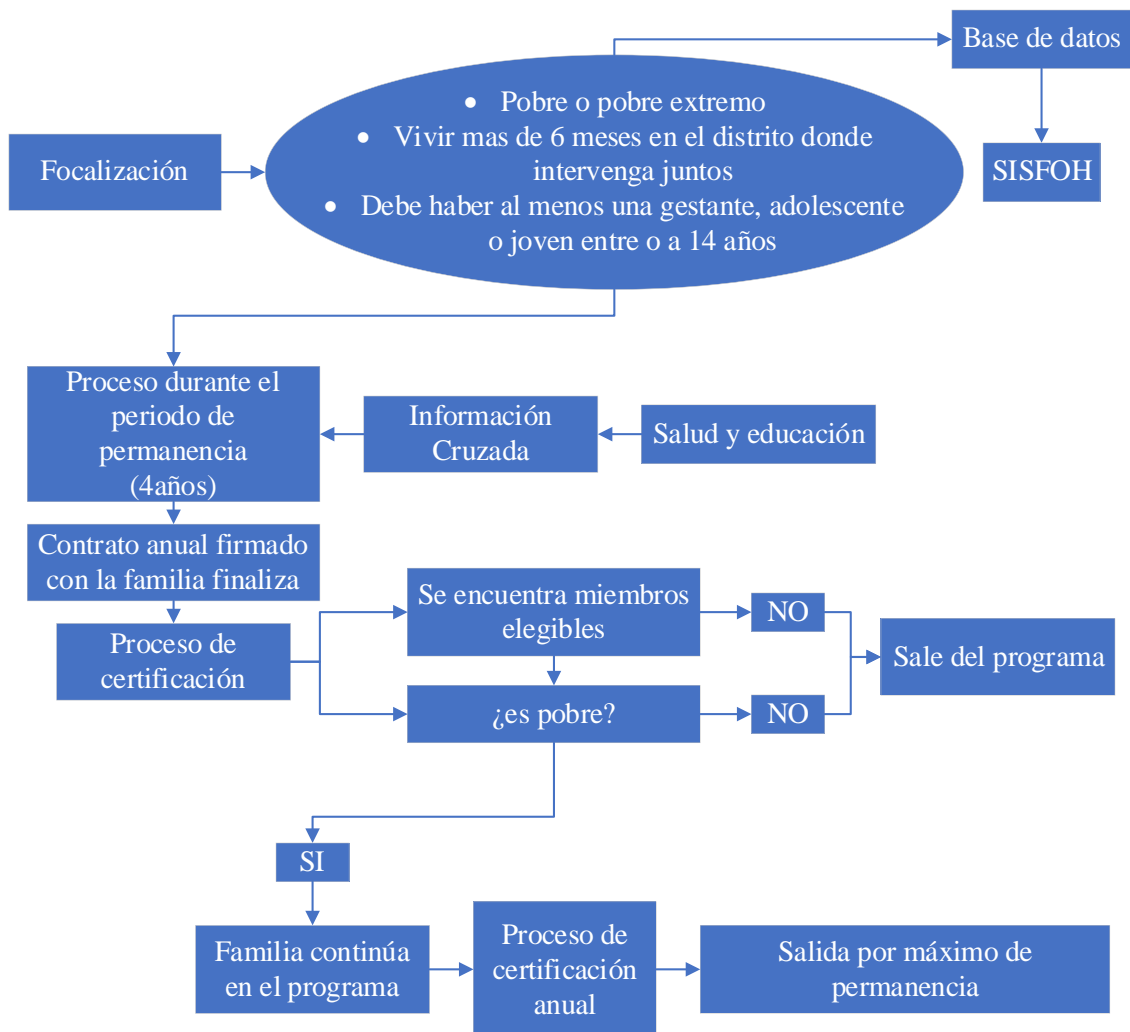 Base de datos
SISFOH
Focalización
• Pobre o pobre extremo
• Vivir mas de 6 meses en el distrito donde
intervenga juntos
• Debe haber al menos una gestante, adolescente
o joven entre o a 14 años
Proceso durante el
periodo de
permanencia
(4años)
Información
Cruzada
Salud y educación
Contrato anual firmado
con la familia finaliza
Proceso de
certificación
Se encuentra miembros
elegibles
NO
¿es pobre?
NO
Sale del programa
SI
Familia continúa
en el programa
Proceso de
certificación
anual
Salida por máximo de
permanencia